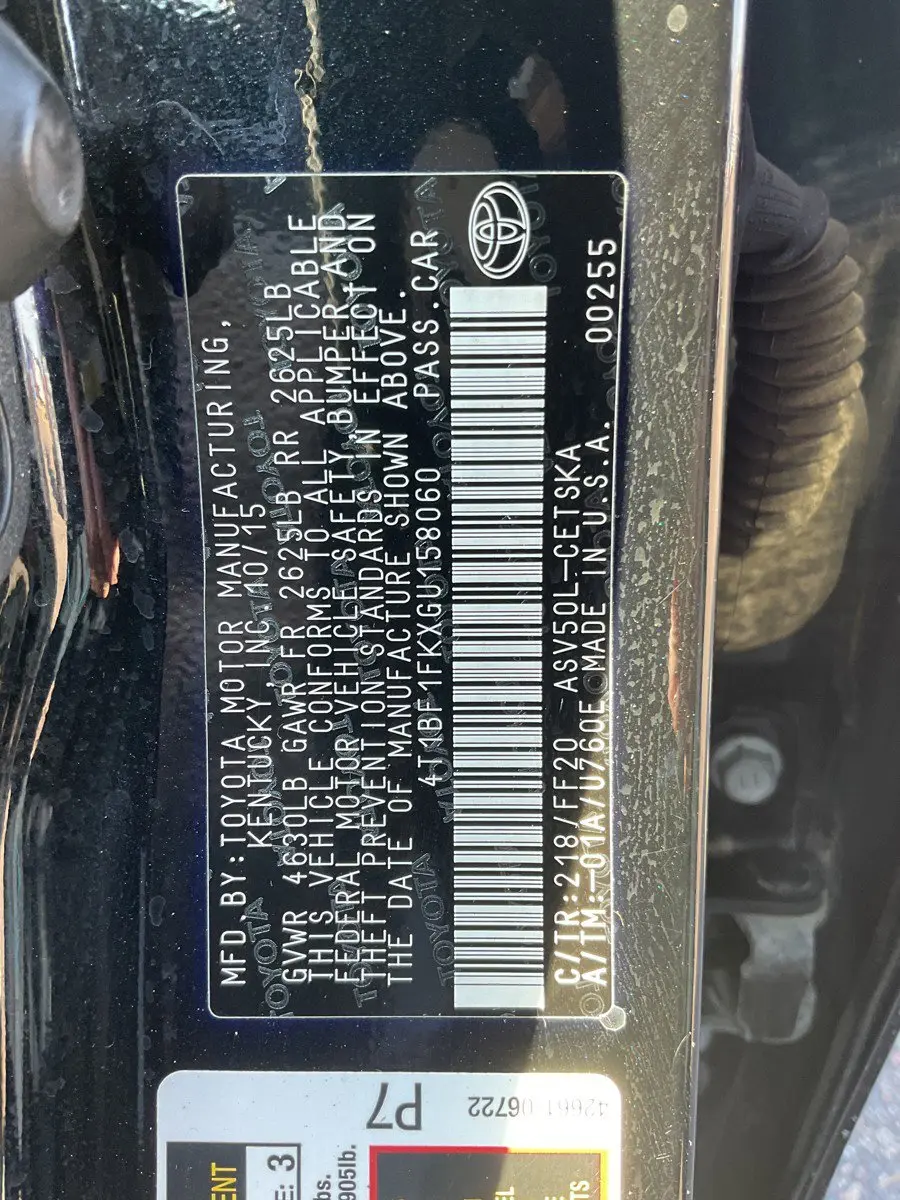 MFD.BY:TOYOTA MOTOR MANUFACTURING,
KENTUCKY INC. 10/15
GVWR 4630LB GAWR FR 2625LB RR 2625LB
THIS VEHICLE CONFORMS TO ALL APPLICABLE
FEDERAL MOTOR VEHICLE SAFETY,BUMPER,AND
THEFT PREVENTION STANDARDS IN EFFECT ON
THE DATE OF MANUFACTURE SHOWN ABOVE.
4T1BF1FKXGU158060 PASS.CAR
C/TR:218/FF20 ASV50L-CETSKA
A/TM:-01A/U760E MADE IN U.S.A. 00255
TOYOTA
P7
42661 06722
905lb.
3